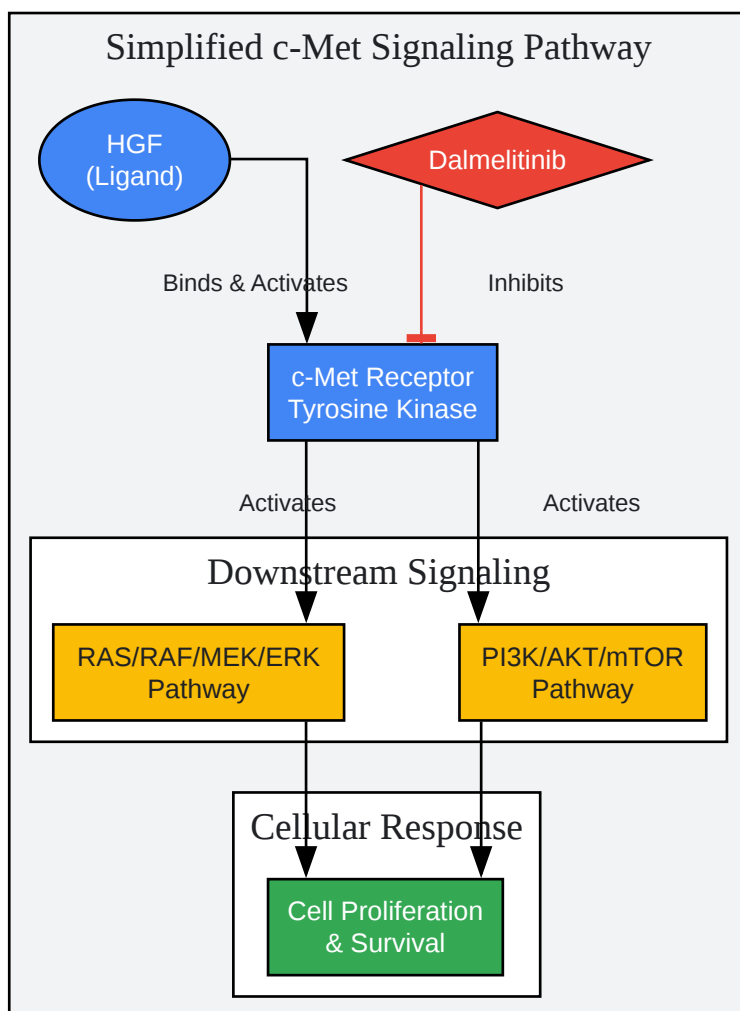 Simplified c-Met Signaling Pathway
HGF
(Ligand)
Dalmelitinib
Binds & Activates
Inhibits
c-Met Receptor
Tyrosine Kinase
Activates
Activates
Downstream Signaling
RAS/RAF/MEK/ERK
Pathway
PI3K/AKT/mTOR
Pathway
Cellular Response
Cell Proliferation
& Survival